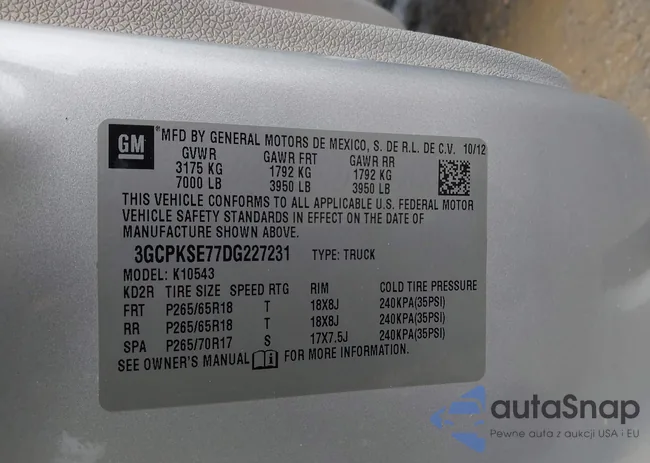 GM
® MFD BY GENERAL MOTORS DE MEXICO, S. DE R.L. DE C.V. 10/12
GVWR GAWR FRT GAWR RR
3175 KG 1792 KG 1792 KG
7000 LB 3950 LB 3950 LB
THIS VEHICLE CONFORMS TO ALL APPLICABLE U.S. FEDERAL MOTOR
VEHICLE SAFETY STANDARDS IN EFFECT ON THE DATE OF
MANUFACTURE SHOWN ABOVE.
3GCPKSE77DG227231 TYPE: TRUCK
MODEL: K10543
KD2R TIRE SIZE SPEED RTG RIM COLD TIRE PRESSURE
FRT P265/65R18 T 18X8J 240KPA(35PSI)
RR P265/65R18 T 18X8J 240KPA(35PSI)
SPA P265/70R17 S 17X7.5J 240KPA(35PSI)
SEE OWNER'S MANUAL FOR MORE INFORMATION.
autaSnap
Pewne auta z aukcji USA i EU